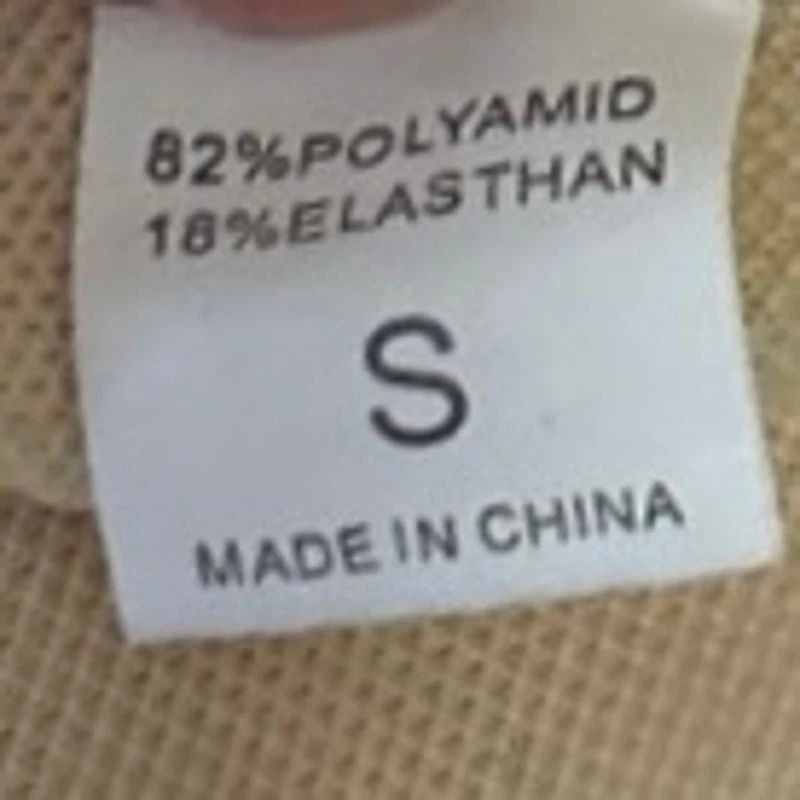 82%POLYAMID
18%ELASTHAN
S
MADE IN CHINA